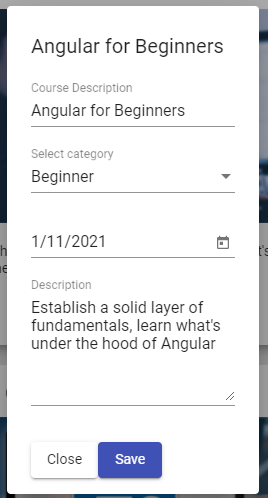 Angular for Beginners
Course Description
Angular for Beginners
Select category
Beginner
1/11/2021
Description
Establish a solid layer of
fundamentals, learn what's
under the hood of Angular
Close
Save